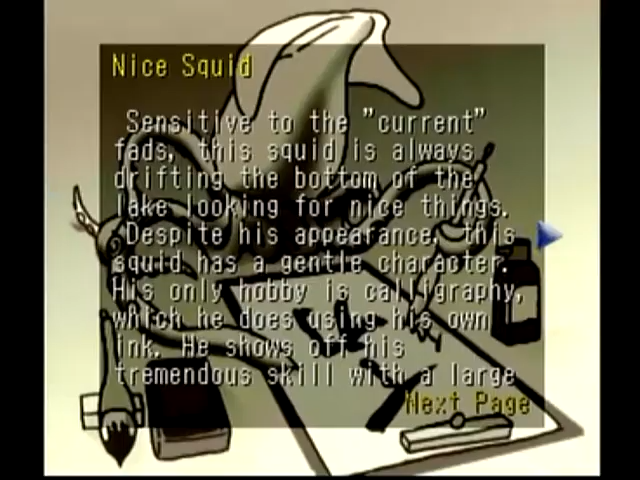 Nice Squid
Sensitive to the "current"
fads, this squid is always
drifting the bottom of the
lake looking for nice things.
Despite his appearance, this
squid has a gentle character.
His only hobby is calligraphy,
which he does using his own
ink. He shows off his
tremendous skill with a large
Next Page